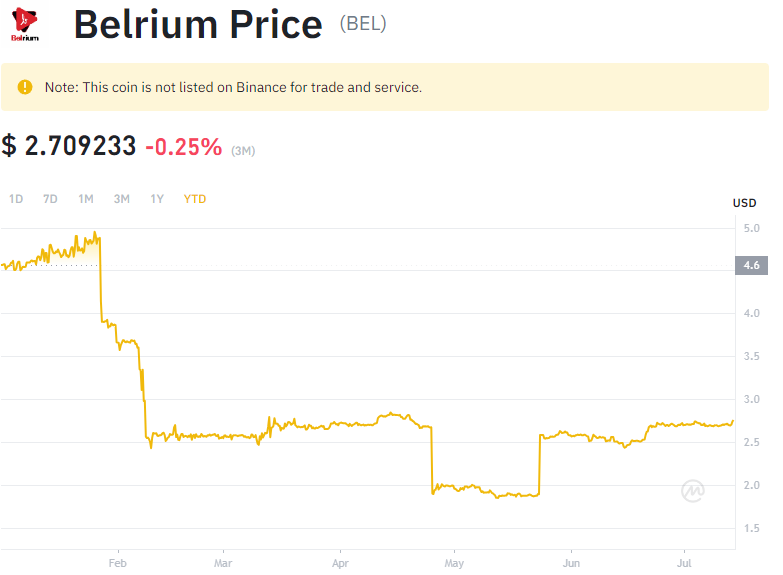 Belrium
Belrium Price (BEL)
Note: This coin is not listed on Binance for trade and service.
$ 2.709233 -0.25% (3M)
1D 7D 1M 3M 1Y YTD
USD
5.0
4.6
4.0
3.5
3.0
2.5
2.0
1.5
Feb Mar Apr May Jun Jul